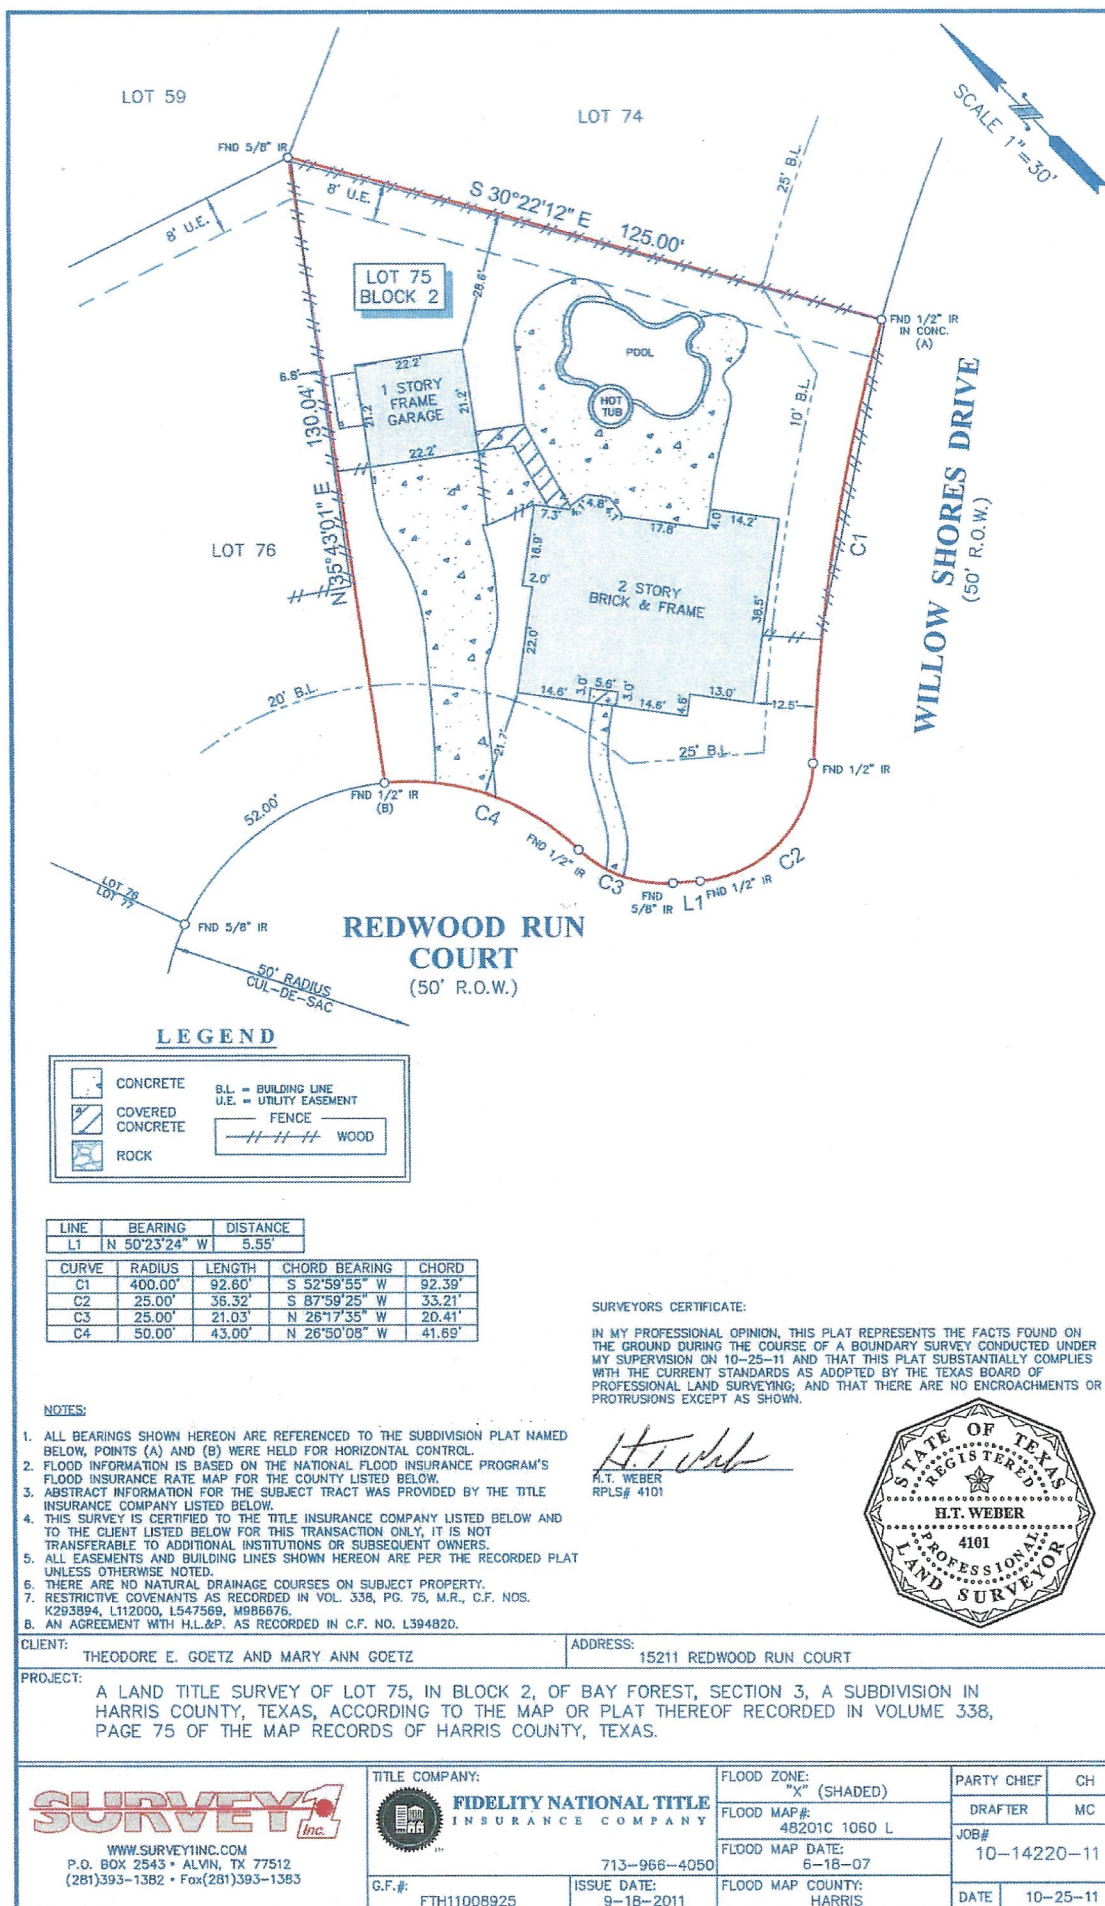 LOT 59
LOT 74
SCALE 1"=30'
FND 5/8" IR
8' U.E.
8' U.E.
S 30°22'12" E 125.00'
25' B.L.
LOT 75
BLOCK 2
28.6'
POOL
HOT
TUB
FND 1/2" IR
IN CONC.
(A)
22.2'
6.8'
1 STORY
FRAME
GARAGE
21.2'
21.2'
22.2'
10' B.L.
N 35°43'01" E 130.04'
WILLOW SHORES DRIVE
(50' R.O.W.)
C1
LOT 76
7.3'
4.8'
17.8'
4.0'
14.2'
16.9'
2.0'
2 STORY
BRICK & FRAME
38.5'
22.0'
14.6'
3.0'
5.6'
3.0'
14.6'
4.6'
13.0'
12.5'
20' B.L.
21.7'
25' B.L.
FND 1/2" IR
FND 1/2" IR
(B)
52.00'
C4
FND 1/2" IR
C3
FND
5/8" IR
L1
FND 1/2" IR
C2
LOT 76
LOT 77
FND 5/8" IR
REDWOOD RUN
COURT
(50' R.O.W.)
50' RADIUS
CUL-DE-SAC
LEGEND
CONCRETE
COVERED
CONCRETE
ROCK
B.L. = BUILDING LINE
U.E. = UTILITY EASEMENT
FENCE
WOOD
LINE BEARING DISTANCE
L1 N 50°23'24" W 5.55'
CURVE RADIUS LENGTH CHORD BEARING CHORD
C1 400.00' 92.60' S 52°59'55" W 92.39'
C2 25.00' 36.32' S 87°59'25" W 33.21'
C3 25.00' 21.03' N 26°17'35" W 20.41'
C4 50.00' 43.00' N 26°50'08" W 41.69'
SURVEYORS CERTIFICATE:
IN MY PROFESSIONAL OPINION, THIS PLAT REPRESENTS THE FACTS FOUND ON
THE GROUND DURING THE COURSE OF A BOUNDARY SURVEY CONDUCTED UNDER
MY SUPERVISION ON 10-25-11 AND THAT THIS PLAT SUBSTANTIALLY COMPLIES
WITH THE CURRENT STANDARDS AS ADOPTED BY THE TEXAS BOARD OF
PROFESSIONAL LAND SURVEYING; AND THAT THERE ARE NO ENCROACHMENTS OR
PROTRUSIONS EXCEPT AS SHOWN.
H.T. Weber
H.T. WEBER
RPLS# 4101
STATE OF TEXAS
REGISTERED
H.T. WEBER
4101
PROFESSIONAL
LAND SURVEYOR
NOTES:
1. ALL BEARINGS SHOWN HEREON ARE REFERENCED TO THE SUBDIVISION PLAT NAMED
BELOW, POINTS (A) AND (B) WERE HELD FOR HORIZONTAL CONTROL.
2. FLOOD INFORMATION IS BASED ON THE NATIONAL FLOOD INSURANCE PROGRAM'S
FLOOD INSURANCE RATE MAP FOR THE COUNTY LISTED BELOW.
3. ABSTRACT INFORMATION FOR THE SUBJECT TRACT WAS PROVIDED BY THE TITLE
INSURANCE COMPANY LISTED BELOW.
4. THIS SURVEY IS CERTIFIED TO THE TITLE INSURANCE COMPANY LISTED BELOW AND
TO THE CLIENT LISTED BELOW FOR THIS TRANSACTION ONLY, IT IS NOT
TRANSFERABLE TO ADDITIONAL INSTITUTIONS OR SUBSEQUENT OWNERS.
5. ALL EASEMENTS AND BUILDING LINES SHOWN HEREON ARE PER THE RECORDED PLAT
UNLESS OTHERWISE NOTED.
6. THERE ARE NO NATURAL DRAINAGE COURSES ON SUBJECT PROPERTY.
7. RESTRICTIVE COVENANTS AS RECORDED IN VOL. 338, PG. 75, M.R., C.F. NOS.
K293894, L112000, L547569, M986676.
8. AN AGREEMENT WITH H.L.&P. AS RECORDED IN C.F. NO. L394820.
CLIENT: THEODORE E. GOETZ AND MARY ANN GOETZ
ADDRESS: 15211 REDWOOD RUN COURT
PROJECT:
A LAND TITLE SURVEY OF LOT 75, IN BLOCK 2, OF BAY FOREST, SECTION 3, A SUBDIVISION IN
HARRIS COUNTY, TEXAS, ACCORDING TO THE MAP OR PLAT THEREOF RECORDED IN VOLUME 338,
PAGE 75 OF THE MAP RECORDS OF HARRIS COUNTY, TEXAS.
SURVEY 1 Inc.
WWW.SURVEY1INC.COM
P.O. BOX 2543 • ALVIN, TX 77512
(281)393-1382 • Fax(281)393-1383
TITLE COMPANY:
FIDELITY NATIONAL TITLE
INSURANCE COMPANY
713-966-4050
G.F.#: FTH11008925
ISSUE DATE: 9-18-2011
FLOOD ZONE: "X" (SHADED)
FLOOD MAP#: 48201C 1060 L
FLOOD MAP DATE: 6-18-07
FLOOD MAP COUNTY: HARRIS
PARTY CHIEF CH
DRAFTER MC
JOB# 10-14220-11
DATE 10-25-11